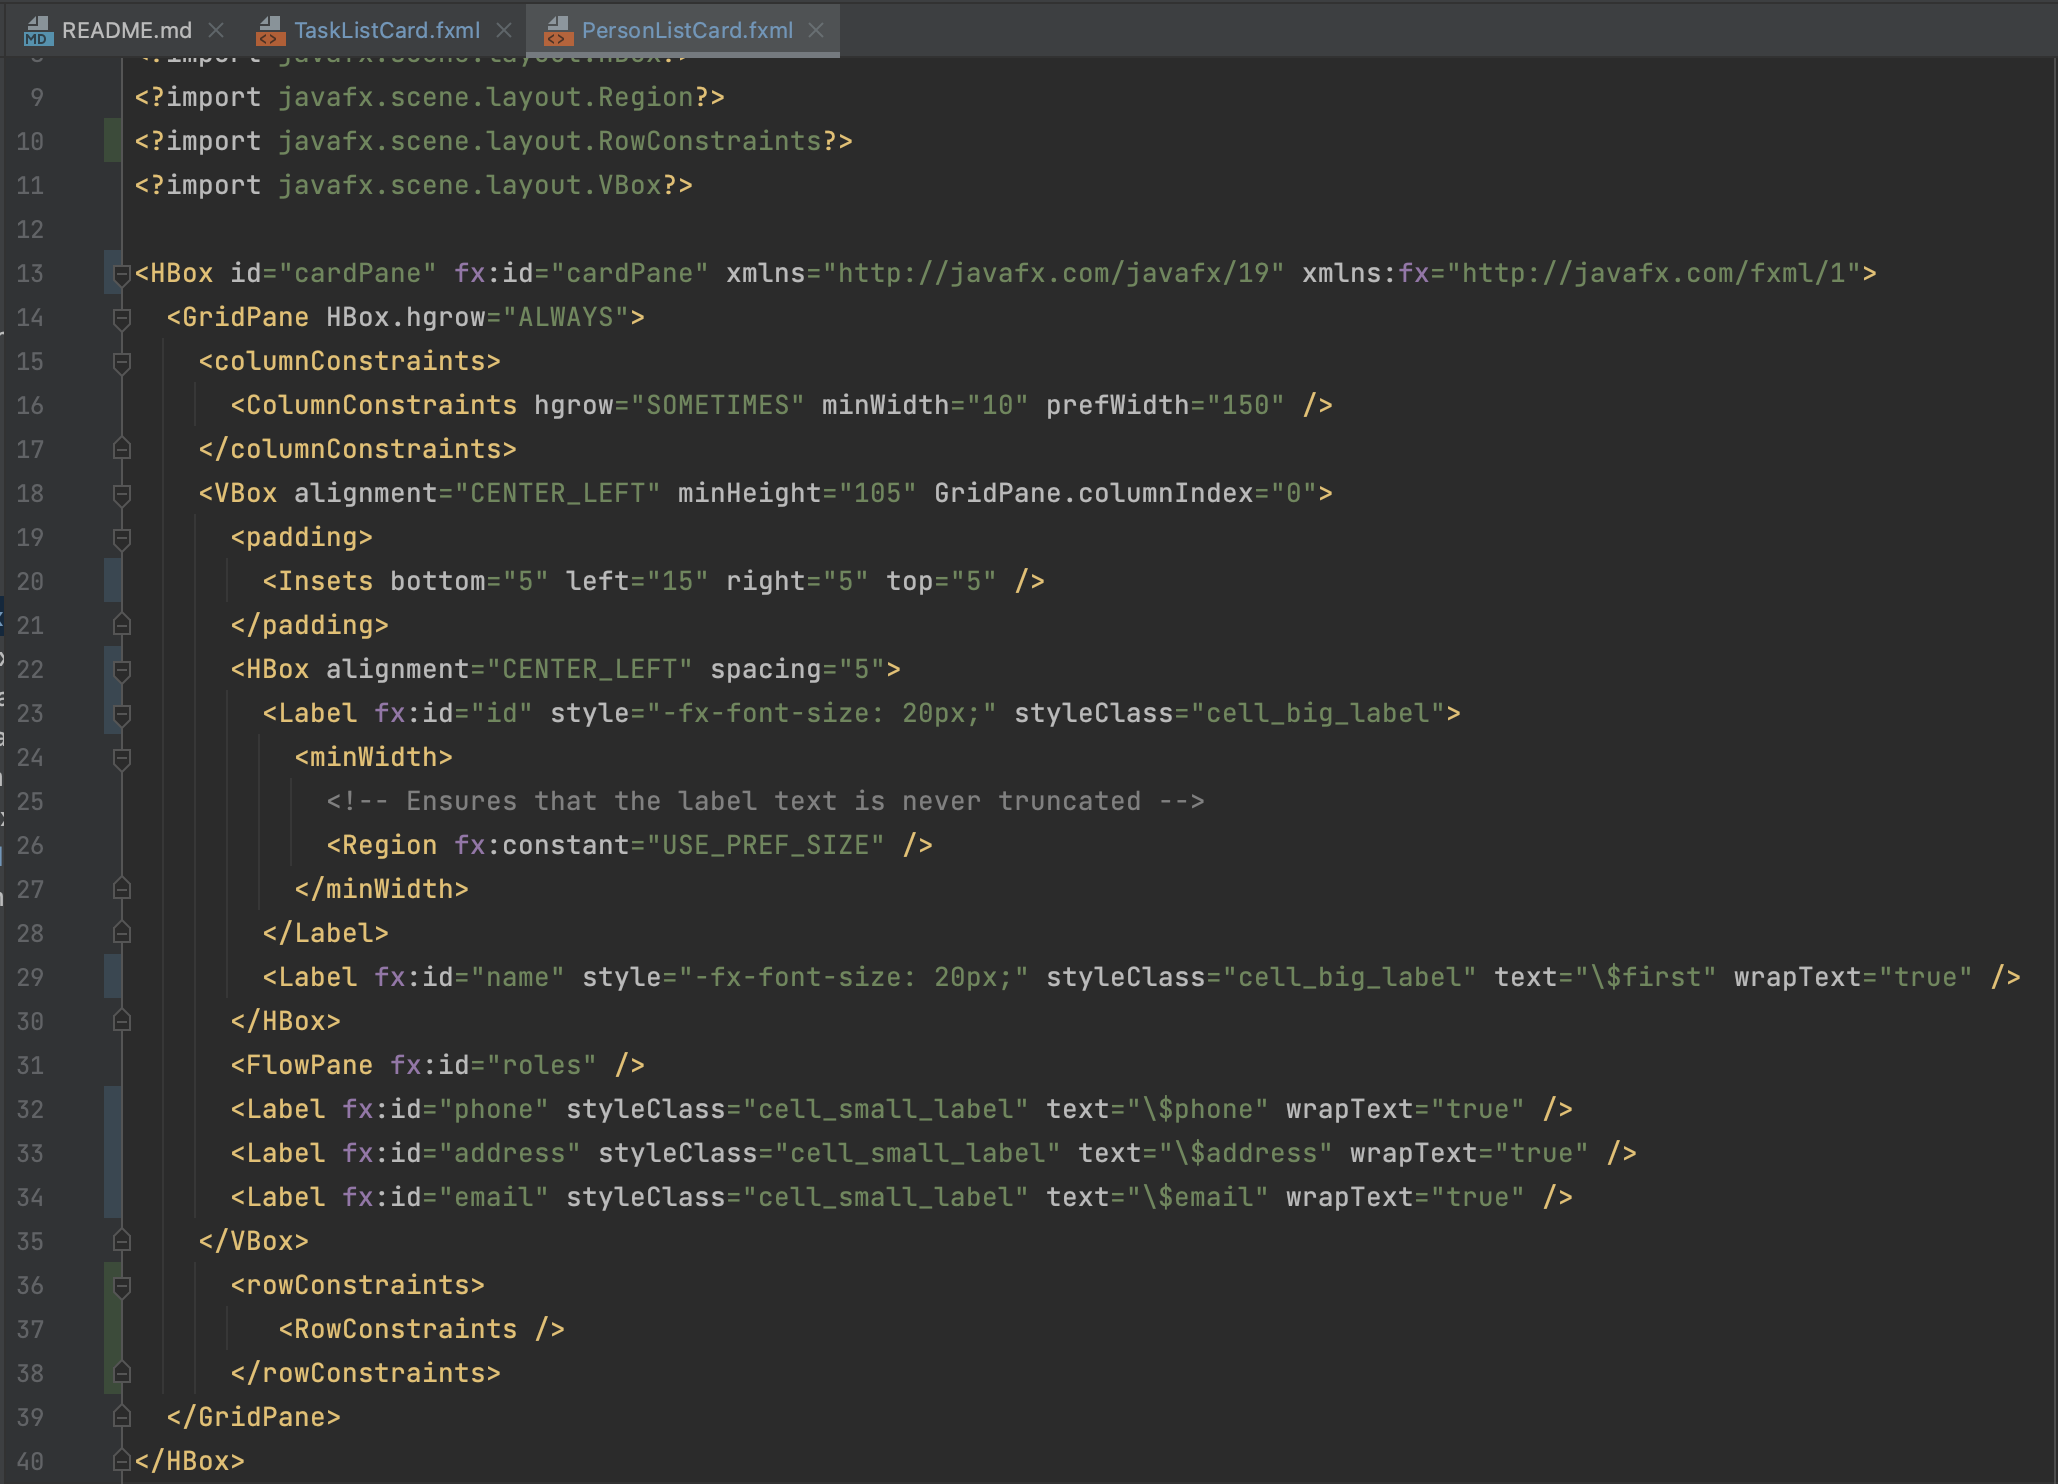 README.md TaskListCard.fxml PersonListCard.fxml
8 <?import javafx.scene.layout.HBox?>
9 <?import javafx.scene.layout.Region?>
10 <?import javafx.scene.layout.RowConstraints?>
11 <?import javafx.scene.layout.VBox?>
12
13 <HBox id="cardPane" fx:id="cardPane" xmlns="http://javafx.com/javafx/19" xmlns:fx="http://javafx.com/fxml/1">
14 <GridPane HBox.hgrow="ALWAYS">
15 <columnConstraints>
16 <ColumnConstraints hgrow="SOMETIMES" minWidth="10" prefWidth="150" />
17 </columnConstraints>
18 <VBox alignment="CENTER_LEFT" minHeight="105" GridPane.columnIndex="0">
19 <padding>
20 <Insets bottom="5" left="15" right="5" top="5" />
21 </padding>
22 <HBox alignment="CENTER_LEFT" spacing="5">
23 <Label fx:id="id" style="-fx-font-size: 20px;" styleClass="cell_big_label">
24 <minWidth>
25 <!-- Ensures that the label text is never truncated -->
26 <Region fx:constant="USE_PREF_SIZE" />
27 </minWidth>
28 </Label>
29 <Label fx:id="name" style="-fx-font-size: 20px;" styleClass="cell_big_label" text="\$first" wrapText="true" />
30 </HBox>
31 <FlowPane fx:id="roles" />
32 <Label fx:id="phone" styleClass="cell_small_label" text="\$phone" wrapText="true" />
33 <Label fx:id="address" styleClass="cell_small_label" text="\$address" wrapText="true" />
34 <Label fx:id="email" styleClass="cell_small_label" text="\$email" wrapText="true" />
35 </VBox>
36 <rowConstraints>
37 <RowConstraints />
38 </rowConstraints>
39 </GridPane>
40 </HBox>